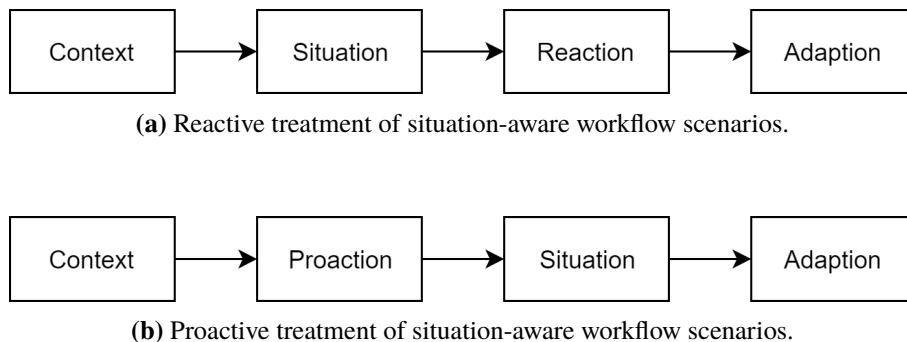 Context Situation Reaction Adaption
(a) Reactive treatment of situation-aware workflow scenarios.
Context Proaction Situation Adaption
(b) Proactive treatment of situation-aware workflow scenarios.